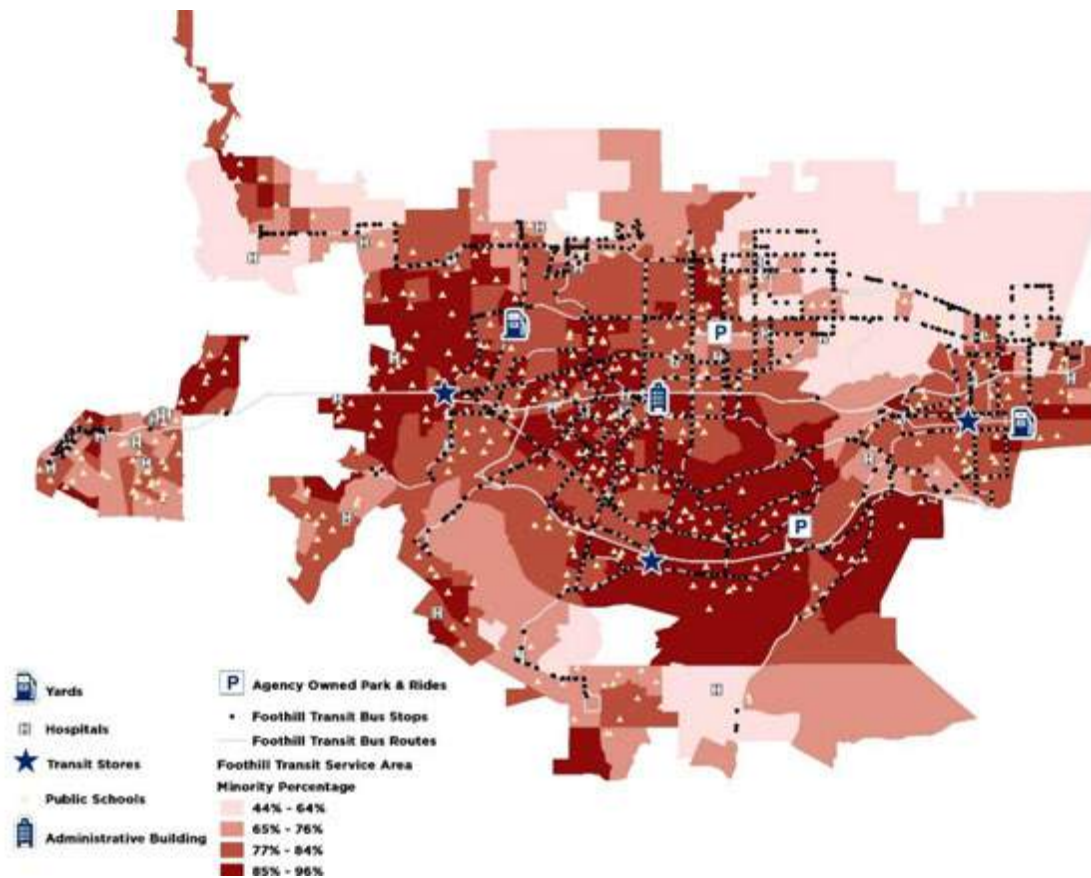 P
P
H
Yards
Hospitals
Transit Stores
Public Schools
Administrative Building
P Agency Owned Park & Rides
Foothill Transit Bus Stops
Foothill Transit Bus Routes
Foothill Transit Service Area
Minority Percentage
44% - 64%
65% - 76%
77% - 84%
85% - 96%